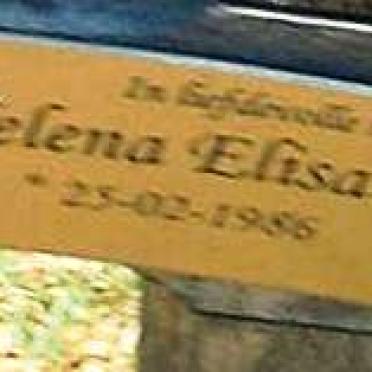 In liefdevolle
elena Elisa
* 25-02-1986